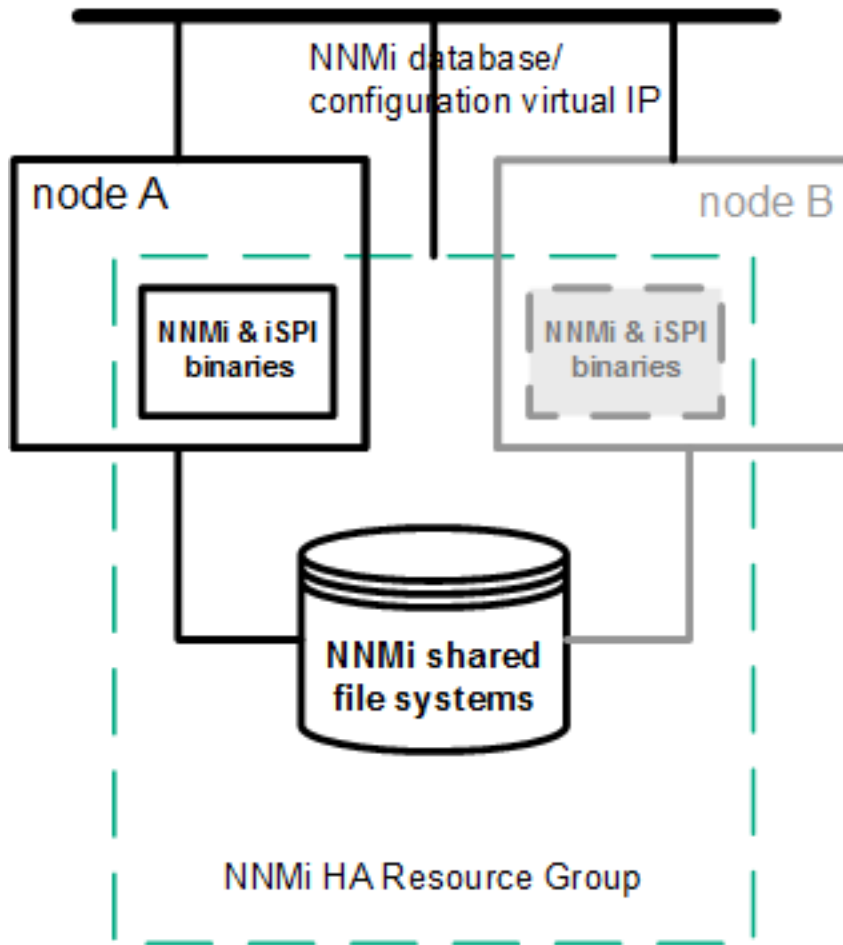 NNMi database/
configuration virtual IP
node A
node B
NNMi & iSPI
binaries
NNMi & iSPI
binaries
NNMi shared
file systems
NNMi HA Resource Group